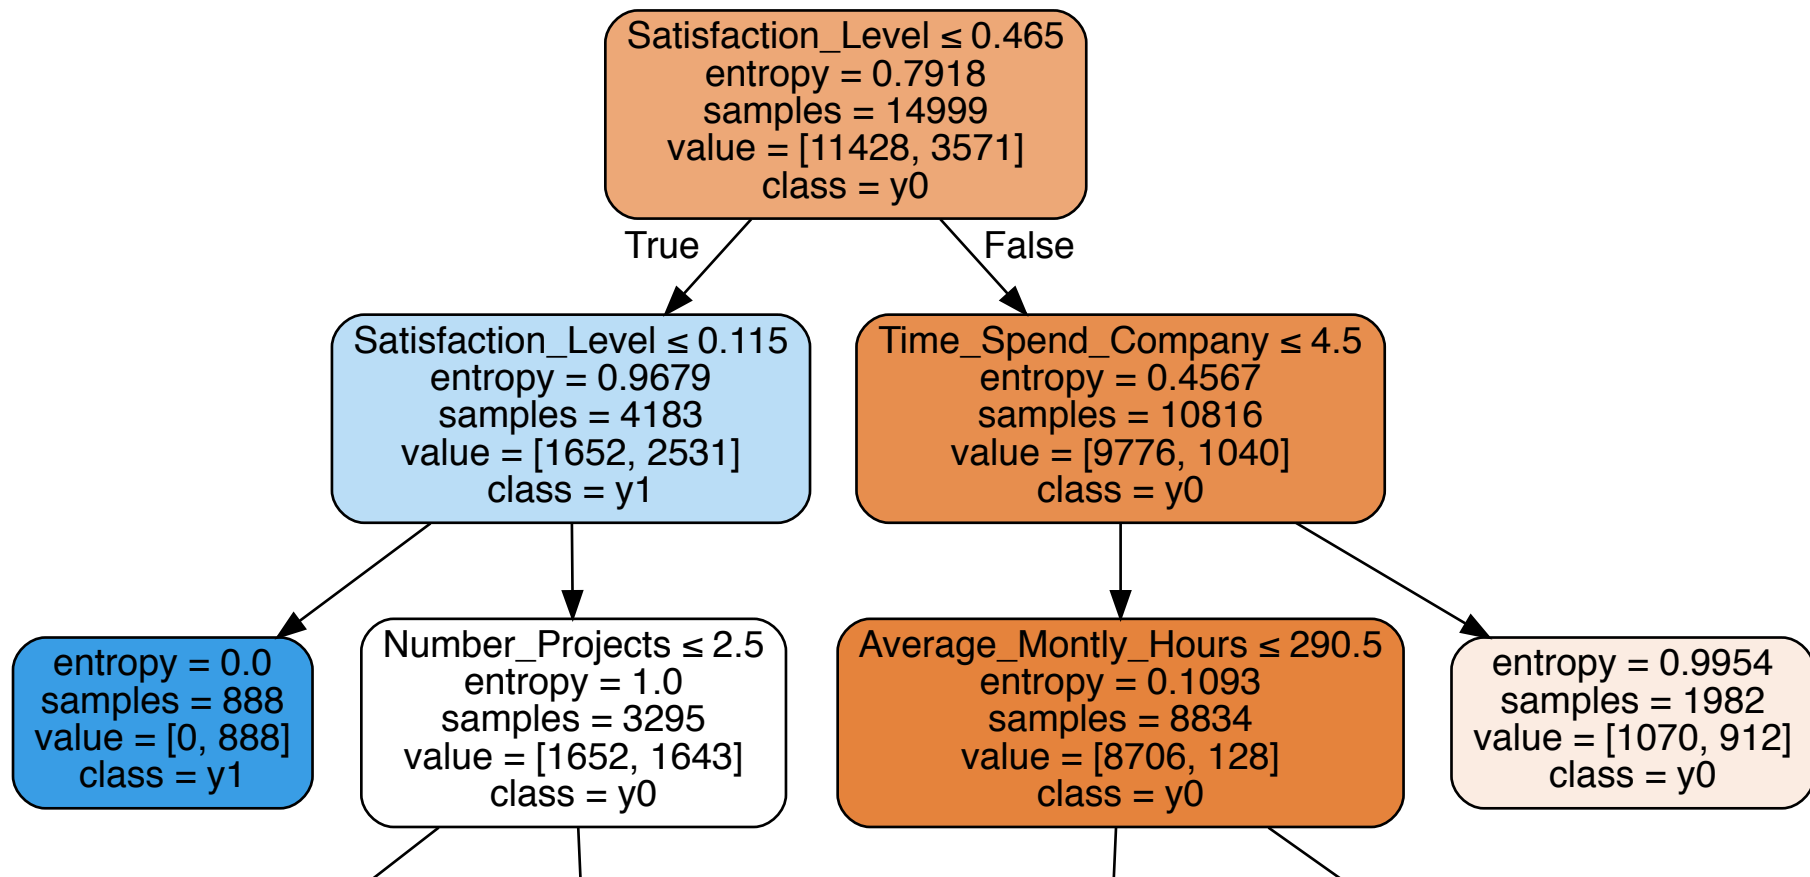 Satisfaction_Level ≤ 0.465
entropy = 0.7918
samples = 14999
value = [11428, 3571]
class = y0
True
False
Satisfaction_Level ≤ 0.115
entropy = 0.9679
samples = 4183
value = [1652, 2531]
class = y1
Time_Spend_Company ≤ 4.5
entropy = 0.4567
samples = 10816
value = [9776, 1040]
class = y0
entropy = 0.0
samples = 888
value = [0, 888]
class = y1
Number_Projects ≤ 2.5
entropy = 1.0
samples = 3295
value = [1652, 1643]
class = y0
Average_Montly_Hours ≤ 290.5
entropy = 0.1093
samples = 8834
value = [8706, 128]
class = y0
entropy = 0.9954
samples = 1982
value = [1070, 912]
class = y0